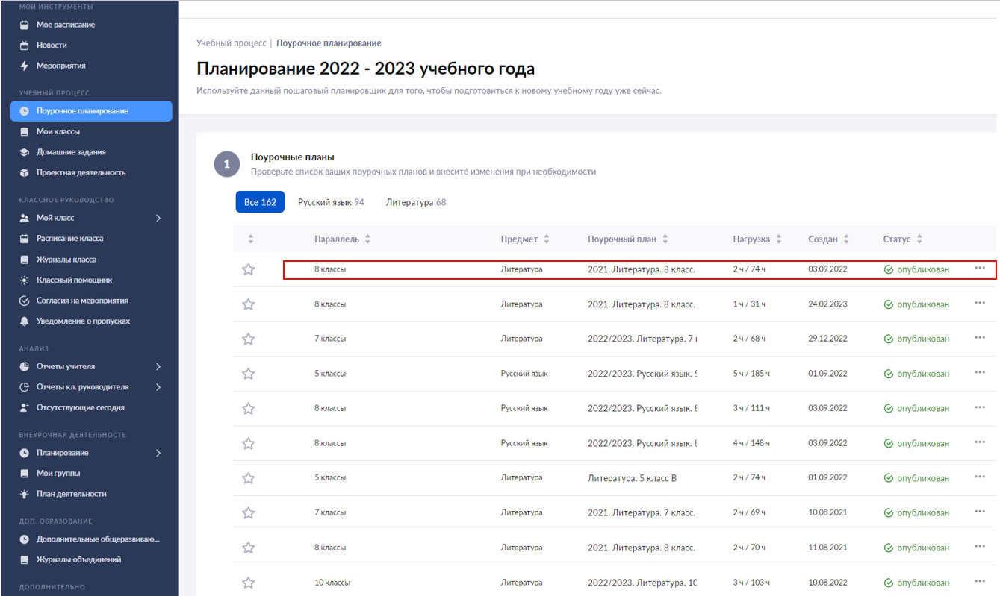 МОИ ИНСТРУМЕНТЫ
Мое расписание
Новости
Мероприятия
УЧЕБНЫЙ ПРОЦЕСС
Поурочное планирование
Мои классы
Домашние задания
Проектная деятельность
КЛАССНОЕ РУКОВОДСТВО
Мой класс
Расписание класса
Журналы класса
Классный помощник
Согласия на мероприятия
Уведомление о пропусках
АНАЛИЗ
Отчеты учителя
Отчеты кл. руководителя
Отсутствующие сегодня
ВНЕУРОЧНАЯ ДЕЯТЕЛЬНОСТЬ
Планирование
Мои группы
План деятельности
ДОП. ОБРАЗОВАНИЕ
Дополнительные общеразвиваю...
Журналы объединений
ДОПОЛНИТЕЛЬНО
Учебный процесс | Поурочное планирование
Планирование 2022 - 2023 учебного года
Используйте данный пошаговый планировщик для того, чтобы подготовиться к новому учебному году уже сейчас.
1
Поурочные планы
Проверьте список ваших поурочных планов и внесите изменения при необходимости
Все 162 Русский язык 94 Литература 68
Параллель Предмет Поурочный план Нагрузка Создан Статус
8 классы Литература 2021. Литература. 8 класс. 2 ч / 74 ч 03.09.2022 опубликован ...
8 классы Литература 2021. Литература. 8 класс. 1 ч / 31 ч 24.02.2023 опубликован ...
7 классы Литература 2022/2023. Литература. 7 2 ч / 68 ч 29.12.2022 опубликован ...
5 классы Русский язык 2022/2023. Русский язык. 5 5 ч / 185 ч 01.09.2022 опубликован ...
8 классы Русский язык 2022/2023. Русский язык. 8 3 ч / 111 ч 03.09.2022 опубликован ...
8 классы Русский язык 2022/2023. Русский язык. 8 4 ч / 148 ч 03.09.2022 опубликован ...
5 классы Литература Литература. 5 класс В 2 ч / 74 ч 01.09.2022 опубликован ...
7 классы Литература 2021. Литература. 7 класс. 2 ч / 69 ч 10.08.2021 опубликован ...
8 классы Литература 2021. Литература. 8 класс. 2 ч / 70 ч 11.08.2021 опубликован ...
10 классы Литература 2022/2023. Литература. 10 3 ч / 103 ч 10.08.2022 опубликован ...